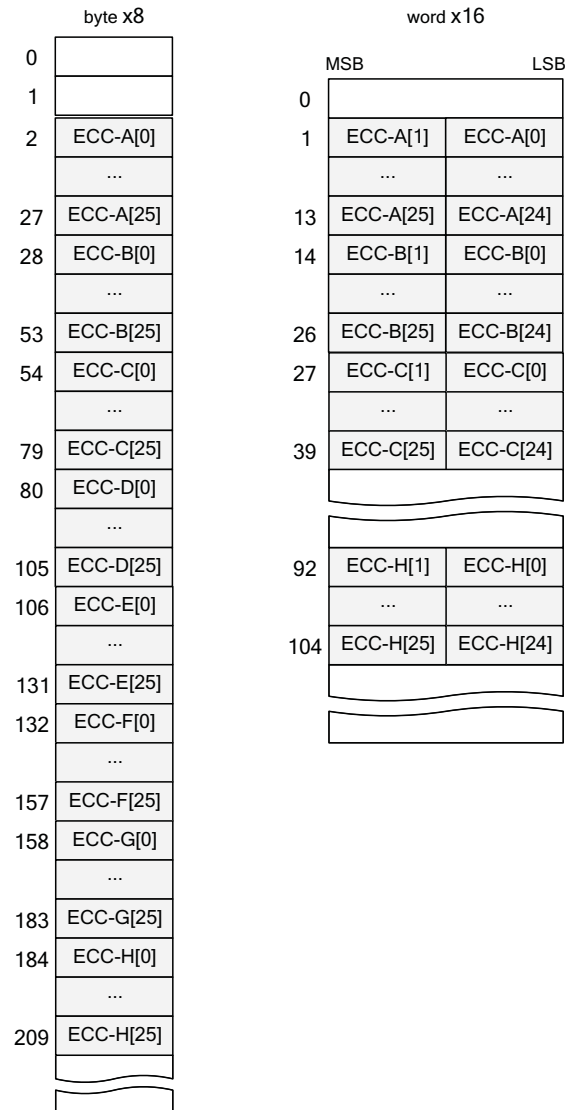 byte x8
0
1
2 ECC-A[0]
...
27 ECC-A[25]
28 ECC-B[0]
...
53 ECC-B[25]
54 ECC-C[0]
...
79 ECC-C[25]
80 ECC-D[0]
...
105 ECC-D[25]
106 ECC-E[0]
...
131 ECC-E[25]
132 ECC-F[0]
...
157 ECC-F[25]
158 ECC-G[0]
...
183 ECC-G[25]
184 ECC-H[0]
...
209 ECC-H[25]
word x16
MSB LSB
0
1 ECC-A[1] ECC-A[0]
... ...
13 ECC-A[25] ECC-A[24]
14 ECC-B[1] ECC-B[0]
... ...
26 ECC-B[25] ECC-B[24]
27 ECC-C[1] ECC-C[0]
... ...
39 ECC-C[25] ECC-C[24]
92 ECC-H[1] ECC-H[0]
... ...
104 ECC-H[25] ECC-H[24]